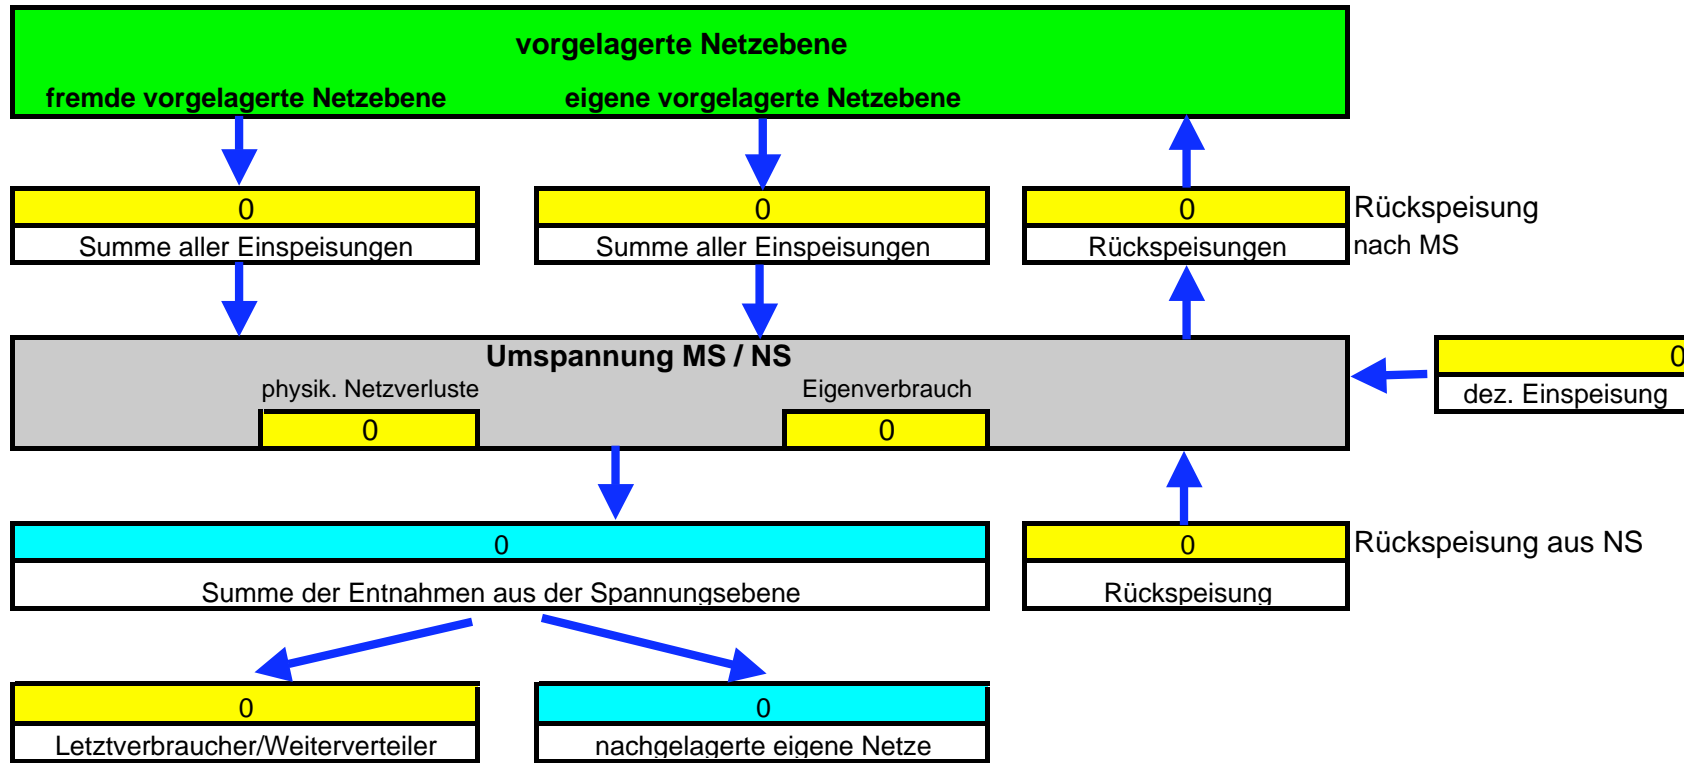 vorgelagerte Netzebene
fremde vorgelagerte Netzebene
eigene vorgelagerte Netzebene
0
0
0
Rückspeisung
Summe aller Einspeisungen
Summe aller Einspeisungen
Rückspeisungen
nach MS
Umspannung MS / NS
0
physik. Netzverluste
Eigenverbrauch
dez. Einspeisung
0
0
0
0
Rückspeisung aus NS
Summe der Entnahmen aus der Spannungsebene
Rückspeisung
0
0
Letztverbraucher/Weiterverteiler
nachgelagerte eigene Netze